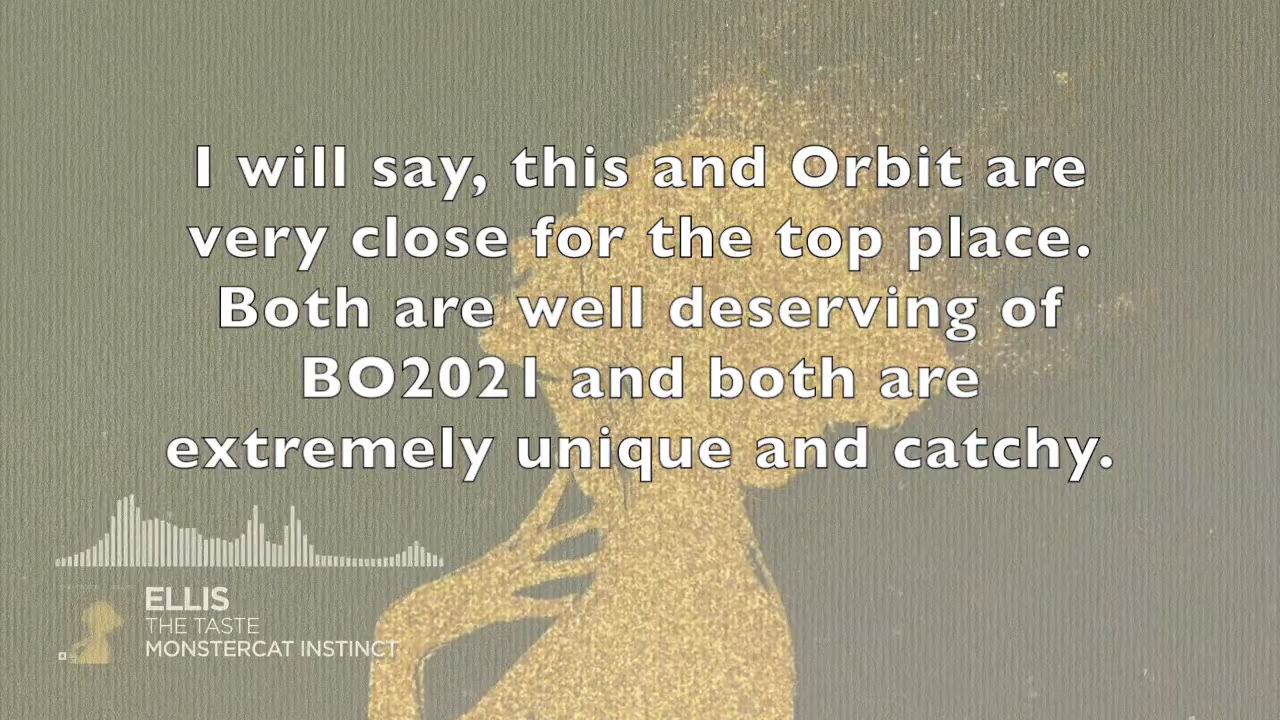 I will say, this and Orbit are
very close for the top place.
Both are well deserving of
BO2021 and both are
extremely unique and catchy.
ELLIS
THE TASTE
MONSTERCAT INSTINCT